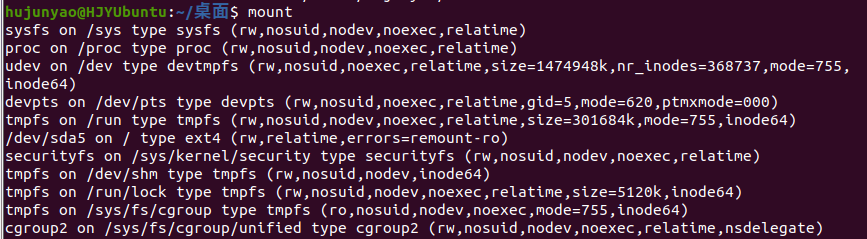 hujunyao@HJYUbuntu:~/桌面$ mount
sysfs on /sys type sysfs (rw,nosuid,nodev,noexec,relatime)
proc on /proc type proc (rw,nosuid,nodev,noexec,relatime)
udev on /dev type devtmpfs (rw,nosuid,noexec,relatime,size=1474948k,nr_inodes=368737,mode=755,
inode64)
devpts on /dev/pts type devpts (rw,nosuid,noexec,relatime,gid=5,mode=620,ptmxmode=000)
tmpfs on /run type tmpfs (rw,nosuid,nodev,noexec,relatime,size=301684k,mode=755,inode64)
/dev/sda5 on / type ext4 (rw,relatime,errors=remount-ro)
securityfs on /sys/kernel/security type securityfs (rw,nosuid,nodev,noexec,relatime)
tmpfs on /dev/shm type tmpfs (rw,nosuid,nodev,inode64)
tmpfs on /run/lock type tmpfs (rw,nosuid,nodev,noexec,relatime,size=5120k,inode64)
tmpfs on /sys/fs/cgroup type tmpfs (ro,nosuid,nodev,noexec,mode=755,inode64)
cgroup2 on /sys/fs/cgroup/unified type cgroup2 (rw,nosuid,nodev,noexec,relatime,nsdelegate)